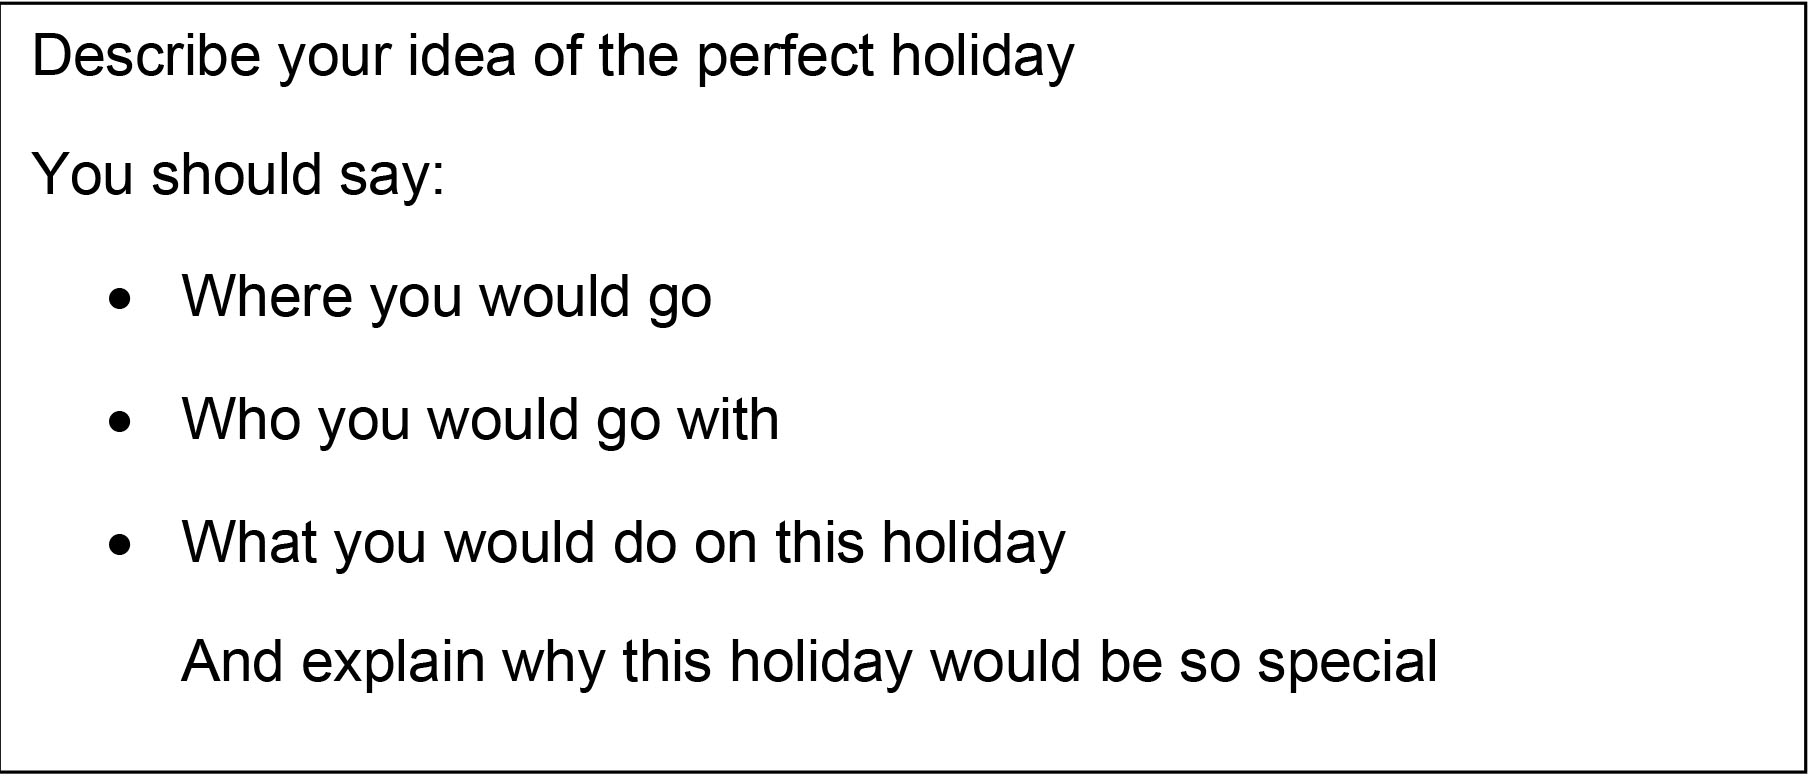 Describe your idea of the perfect holiday
You should say:
• Where you would go
• Who you would go with
• What you would do on this holiday
And explain why this holiday would be so special